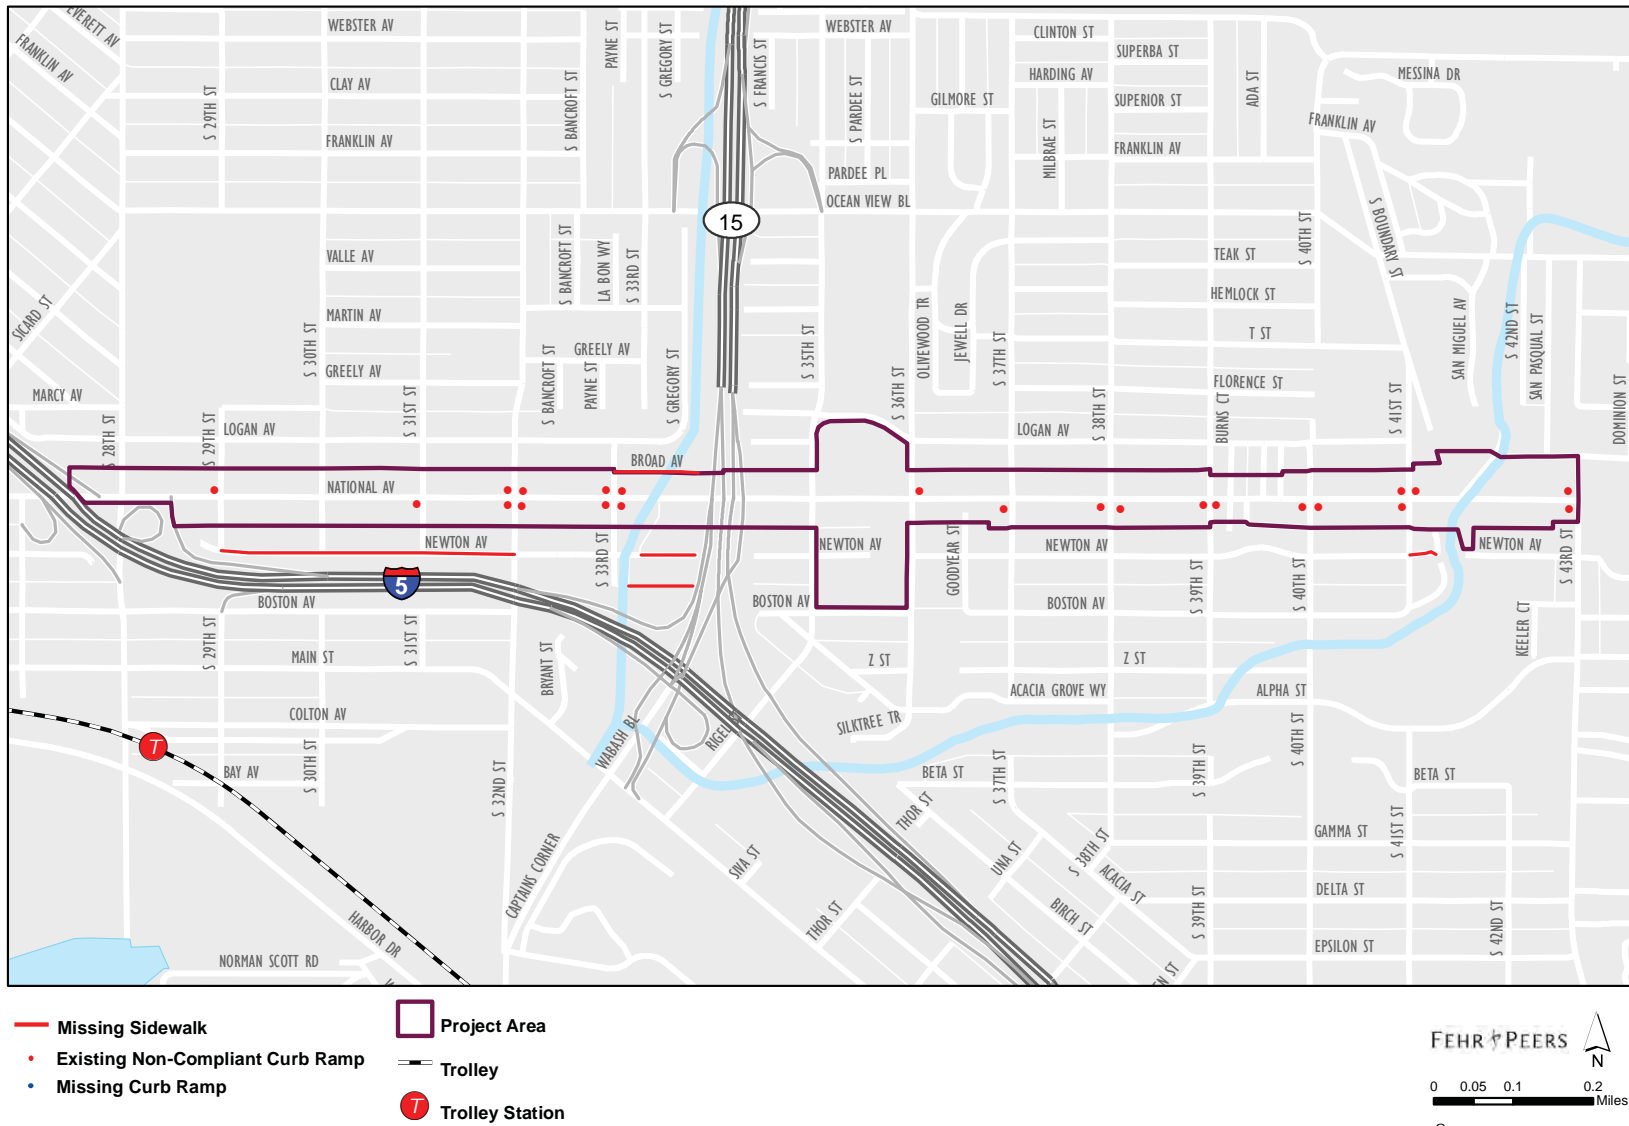 EVERETT AV
FRANKLIN AV
WEBSTER AV
PAYNE ST
S GREGORY ST
S FRANCIS ST
WEBSTER AV
CLINTON ST
SUPERBA ST
CLAY AV
S 29TH ST
S BANCROFT ST
S PARDEE ST
GILMORE ST
HARDING AV
SUPERIOR ST
ADA ST
MESSINA DR
FRANKLIN AV
FRANKLIN AV
MILBRAE ST
FRANKLIN AV
PARDEE PL
OCEAN VIEW BL
15
VALLE AV
S BANCROFT ST
LA BON WY
S 33RD ST
TEAK ST
S 40TH ST
S BOUNDARY ST
HEMLOCK ST
SICARD ST
MARTIN AV
S 30TH ST
GREELY AV
GREELY AV
S BANCROFT ST
PAYNE ST
S GREGORY ST
S 35TH ST
OLIVEWOOD TR
JEWELL DR
S 37TH ST
T ST
FLORENCE ST
SAN MIGUEL AV
S 42ND ST
SAN PASQUAL ST
DOMINION ST
MARCY AV
S 28TH ST
S 29TH ST
LOGAN AV
S 31ST ST
S 36TH ST
LOGAN AV
S 38TH ST
BURNS CT
S 41ST ST
BROAD AV
NATIONAL AV
NEWTON AV
S 33RD ST
NEWTON AV
GOODYEAR ST
NEWTON AV
S 39TH ST
S 40TH ST
NEWTON AV
S 43RD ST
5
BOSTON AV
BOSTON AV
BOSTON AV
KEELER CT
S 29TH ST
S 31ST ST
MAIN ST
BRYANT ST
Z ST
Z ST
ACACIA GROVE WY
ALPHA ST
COLTON AV
WABASH BL
SILKTREE TR
S 40TH ST
T
BAY AV
S 30TH ST
S 32ND ST
BETA ST
S 37TH ST
S 39TH ST
BETA ST
THOR ST
GAMMA ST
S 41ST ST
CAPTAINS CORNER
SIVA ST
UNA ST
S 38TH ST
ACACIA ST
DELTA ST
HARBOR DR
THOR ST
BIRCH ST
S 39TH ST
S 42ND ST
EPSILON ST
NORMAN SCOTT RD
EN ST
Missing Sidewalk
Existing Non-Compliant Curb Ramp
Missing Curb Ramp
Project Area
Trolley
T
Trolley Station
FEHR & PEERS
N
0 0.05 0.1 0.2
Miles